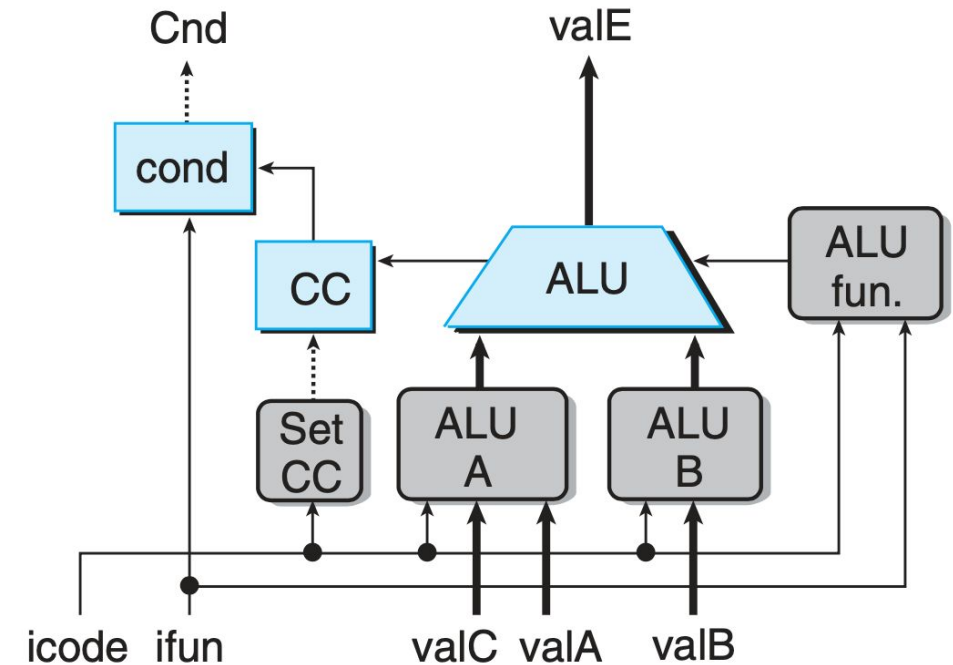 Cnd
valE
cond
ALU
fun.
CC
ALU
Set
CC
ALU
A
ALU
B
icode
ifun
valC
valA
valB